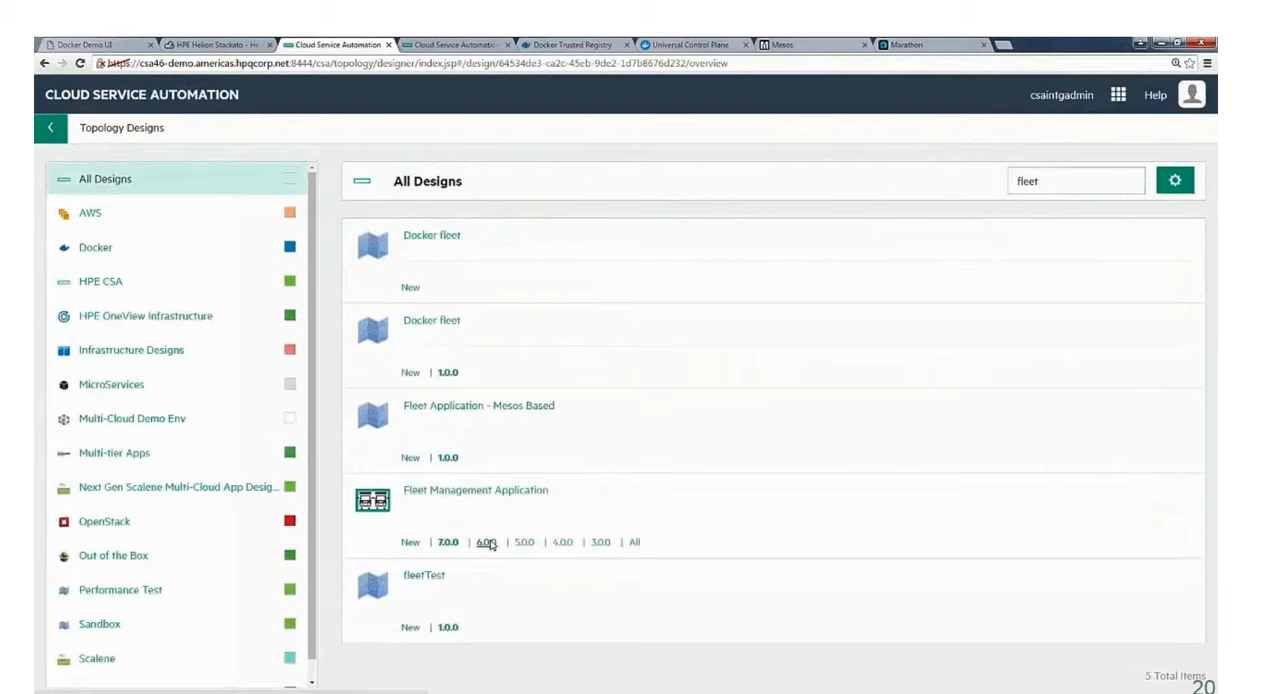 Docker Demo UI × HPE Helion Stackato - He × Cloud Service Automation × Cloud Service Automatic × Docker Trusted Registry × Universal Control Plane × Mesos × Marathon ×
https://csa46-demo.americas.hpqcorp.net:8444/csa/topology/designer/index.jsp#/design/64534de3-ca2c-45eb-9de2-1d7b8676d232/overview
CLOUD SERVICE AUTOMATION csaintgadmin Help
Topology Designs
All Designs
AWS
Docker
HPE CSA
HPE OneView Infrastructure
Infrastructure Designs
MicroServices
Multi-Cloud Demo Env
Multi-tier Apps
Next Gen Scalene Multi-Cloud App Desig...
OpenStack
Out of the Box
Performance Test
Sandbox
Scalene
All Designs fleet
Docker fleet
New
Docker fleet
New | 1.0.0
Fleet Application - Mesos Based
New | 1.0.0
Fleet Management Application
New | 7.0.0 | 6.0.0 | 5.0.0 | 4.0.0 | 3.0.0 | All
fleetTest
New | 1.0.0
5 Total Items
20